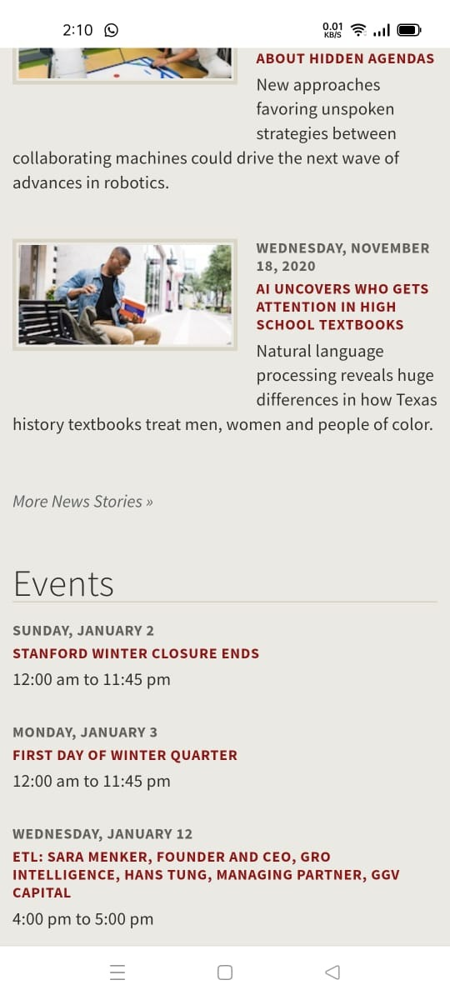 2:10
0.01
KB/S
ABOUT HIDDEN AGENDAS
New approaches
favoring unspoken
strategies between
collaborating machines could drive the next wave of
advances in robotics.
WEDNESDAY, NOVEMBER
18, 2020
AI UNCOVERS WHO GETS
ATTENTION IN HIGH
SCHOOL TEXTBOOKS
Natural language
processing reveals huge
differences in how Texas
history textbooks treat men, women and people of color.
More News Stories »
Events
SUNDAY, JANUARY 2
STANFORD WINTER CLOSURE ENDS
12:00 am to 11:45 pm
MONDAY, JANUARY 3
FIRST DAY OF WINTER QUARTER
12:00 am to 11:45 pm
WEDNESDAY, JANUARY 12
ETL: SARA MENKER, FOUNDER AND CEO, GRO
INTELLIGENCE, HANS TUNG, MANAGING PARTNER, GGV
CAPITAL
4:00 pm to 5:00 pm